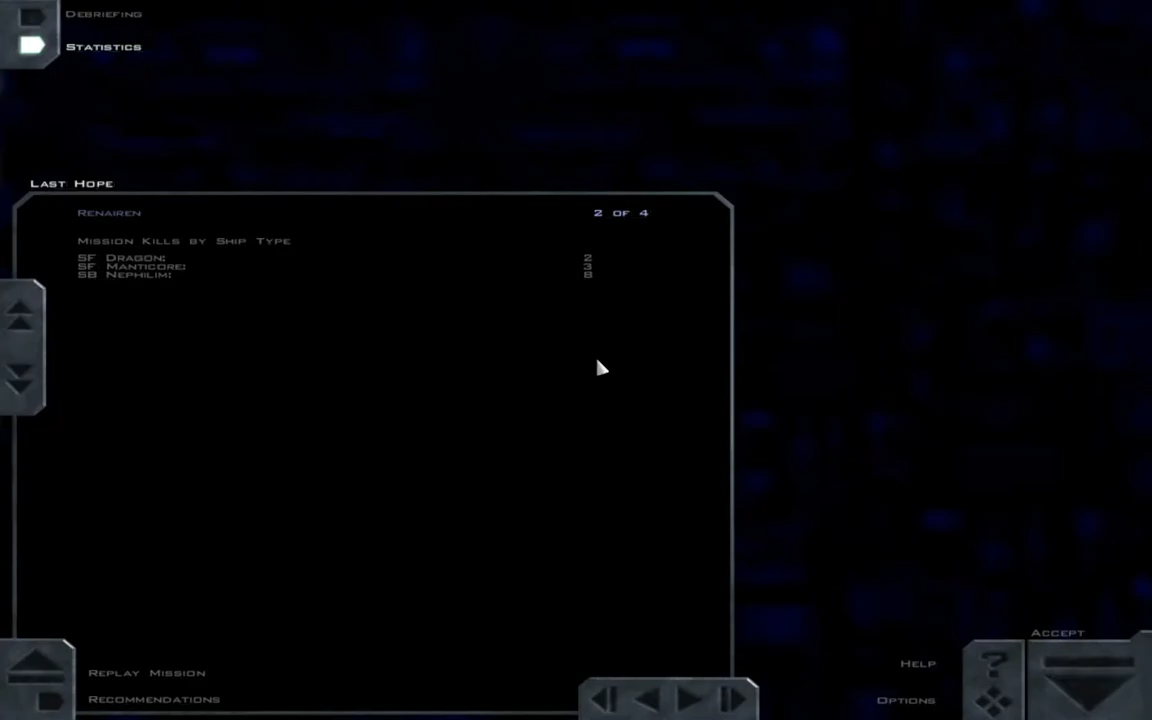 Debriefing
Statistics
Last Hope
Renairen 2 of 4
Mission Kills by Ship Type
SF Dragon: 2
SF Manticore: 3
SB Nephilim: 8
Replay Mission
Recommendations
Accept
Help
?
Options